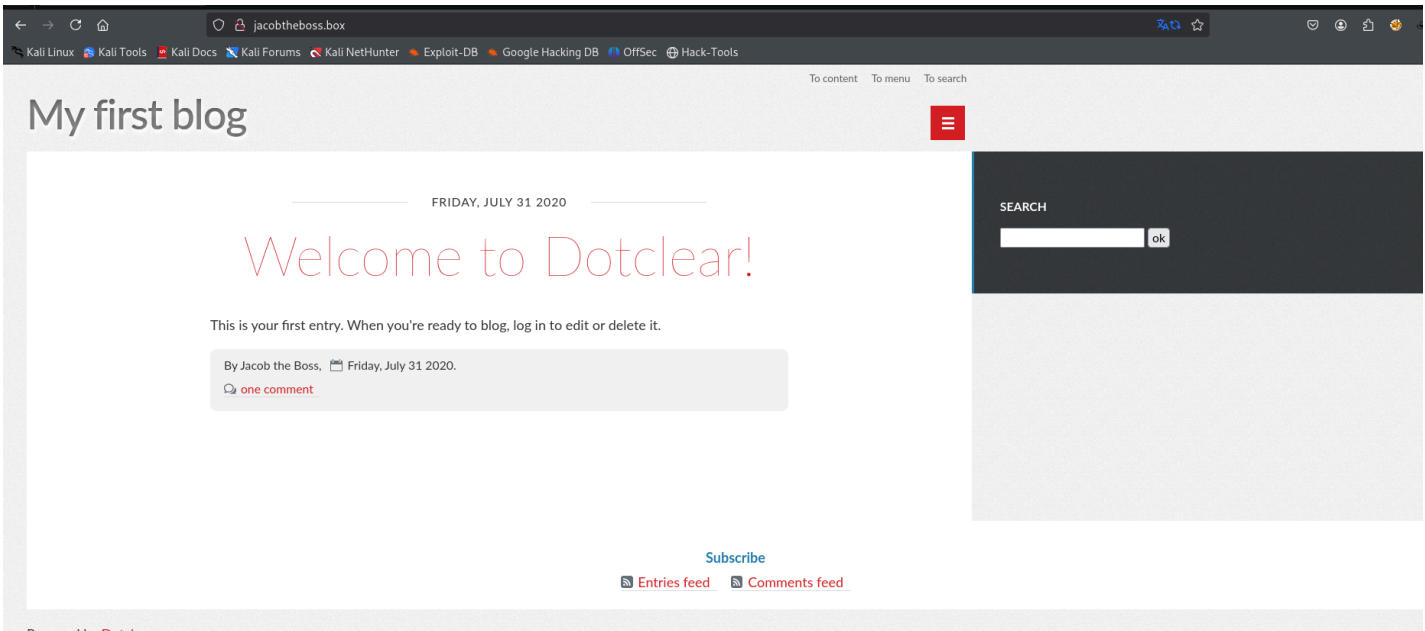 jacobtheboss.box
Kali Linux Kali Tools Kali Docs Kali Forums Kali NetHunter Exploit-DB Google Hacking DB OffSec Hack-Tools
To content To menu To search
My first blog
FRIDAY, JULY 31 2020
Welcome to Dotclear!
This is your first entry. When you're ready to blog, log in to edit or delete it.
By Jacob the Boss, Friday, July 31 2020.
one comment
SEARCH
ok
Subscribe
Entries feed Comments feed